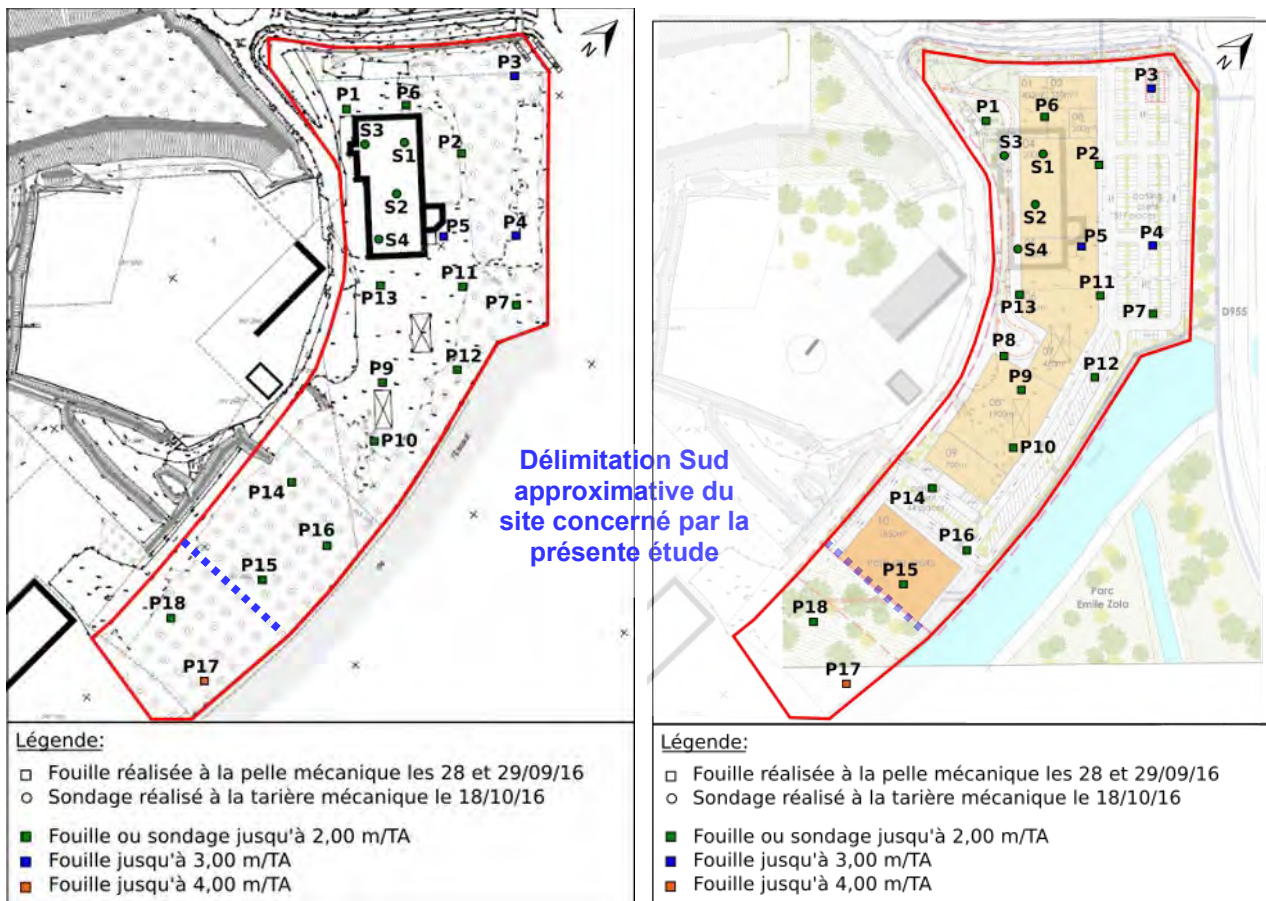 N
P3
P1
P6
S3
S1
P2
S2
S4
P5
P4
P13
P11
P7
P9
P12
P10
P14
P16
P15
P18
P17
Légende:
Fouille réalisée à la pelle mécanique les 28 et 29/09/16
Sondage réalisé à la tarière mécanique le 18/10/16
Fouille ou sondage jusqu'à 2,00 m/TA
Fouille jusqu'à 3,00 m/TA
Fouille jusqu'à 4,00 m/TA
Délimitation Sud
approximative du
site concerné par la
présente étude
N
P3
P1
P6
S3
S1
P2
S2
S4
P5
P4
P13
P11
P7
D955
P8
P12
P9
P10
P14
P16
P15
Parc
Emile Zola
P18
P17
Légende:
Fouille réalisée à la pelle mécanique les 28 et 29/09/16
Sondage réalisé à la tarière mécanique le 18/10/16
Fouille ou sondage jusqu'à 2,00 m/TA
Fouille jusqu'à 3,00 m/TA
Fouille jusqu'à 4,00 m/TA